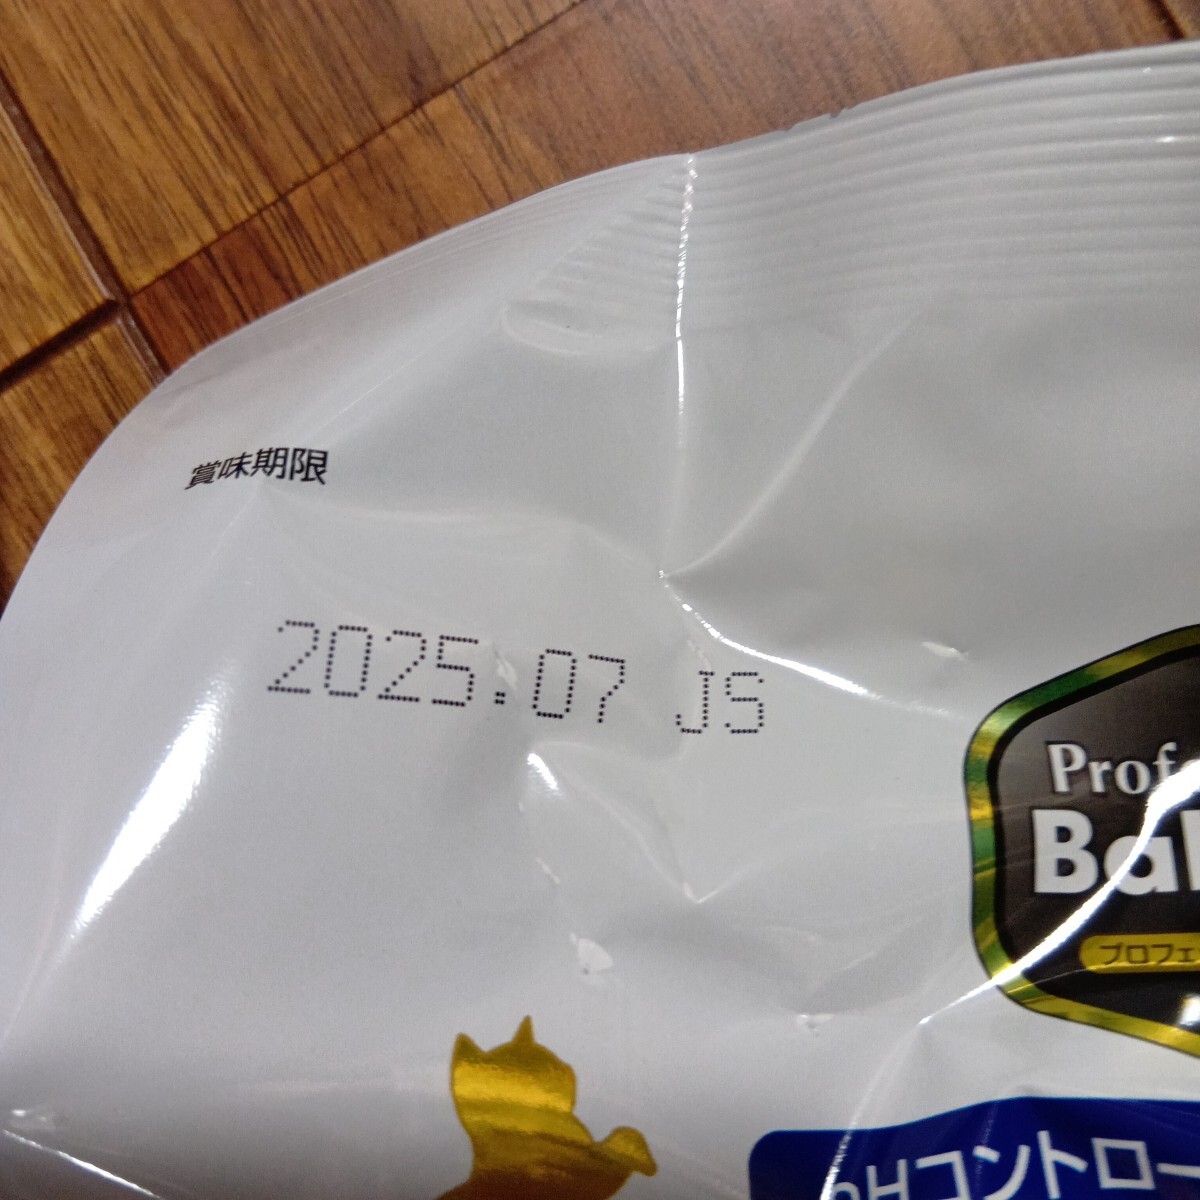 賞味期限
2025.07 JS
Prof
Bal
プロフェ
pHコントロー